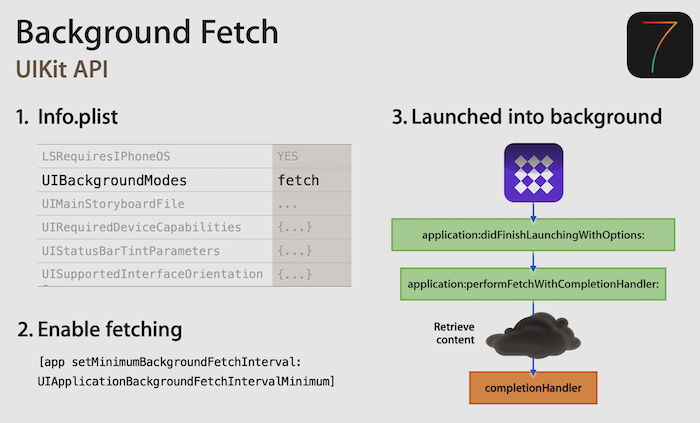 Background Fetch
UIKit API
7
1. Info.plist
LSRequiresIPhoneOS YES
UIBackgroundModes fetch
UIMainStoryboardFile ...
UIRequiredDeviceCapabilities {...}
UIStatusBarTintParameters {...}
UISupportedInterfaceOrientation {...}
2. Enable fetching
[app setMinimumBackgroundFetchInterval:
UIApplicationBackgroundFetchIntervalMinimum]
3. Launched into background
application:didFinishLaunchingWithOptions:
application:performFetchWithCompletionHandler:
Retrieve
content
completionHandler